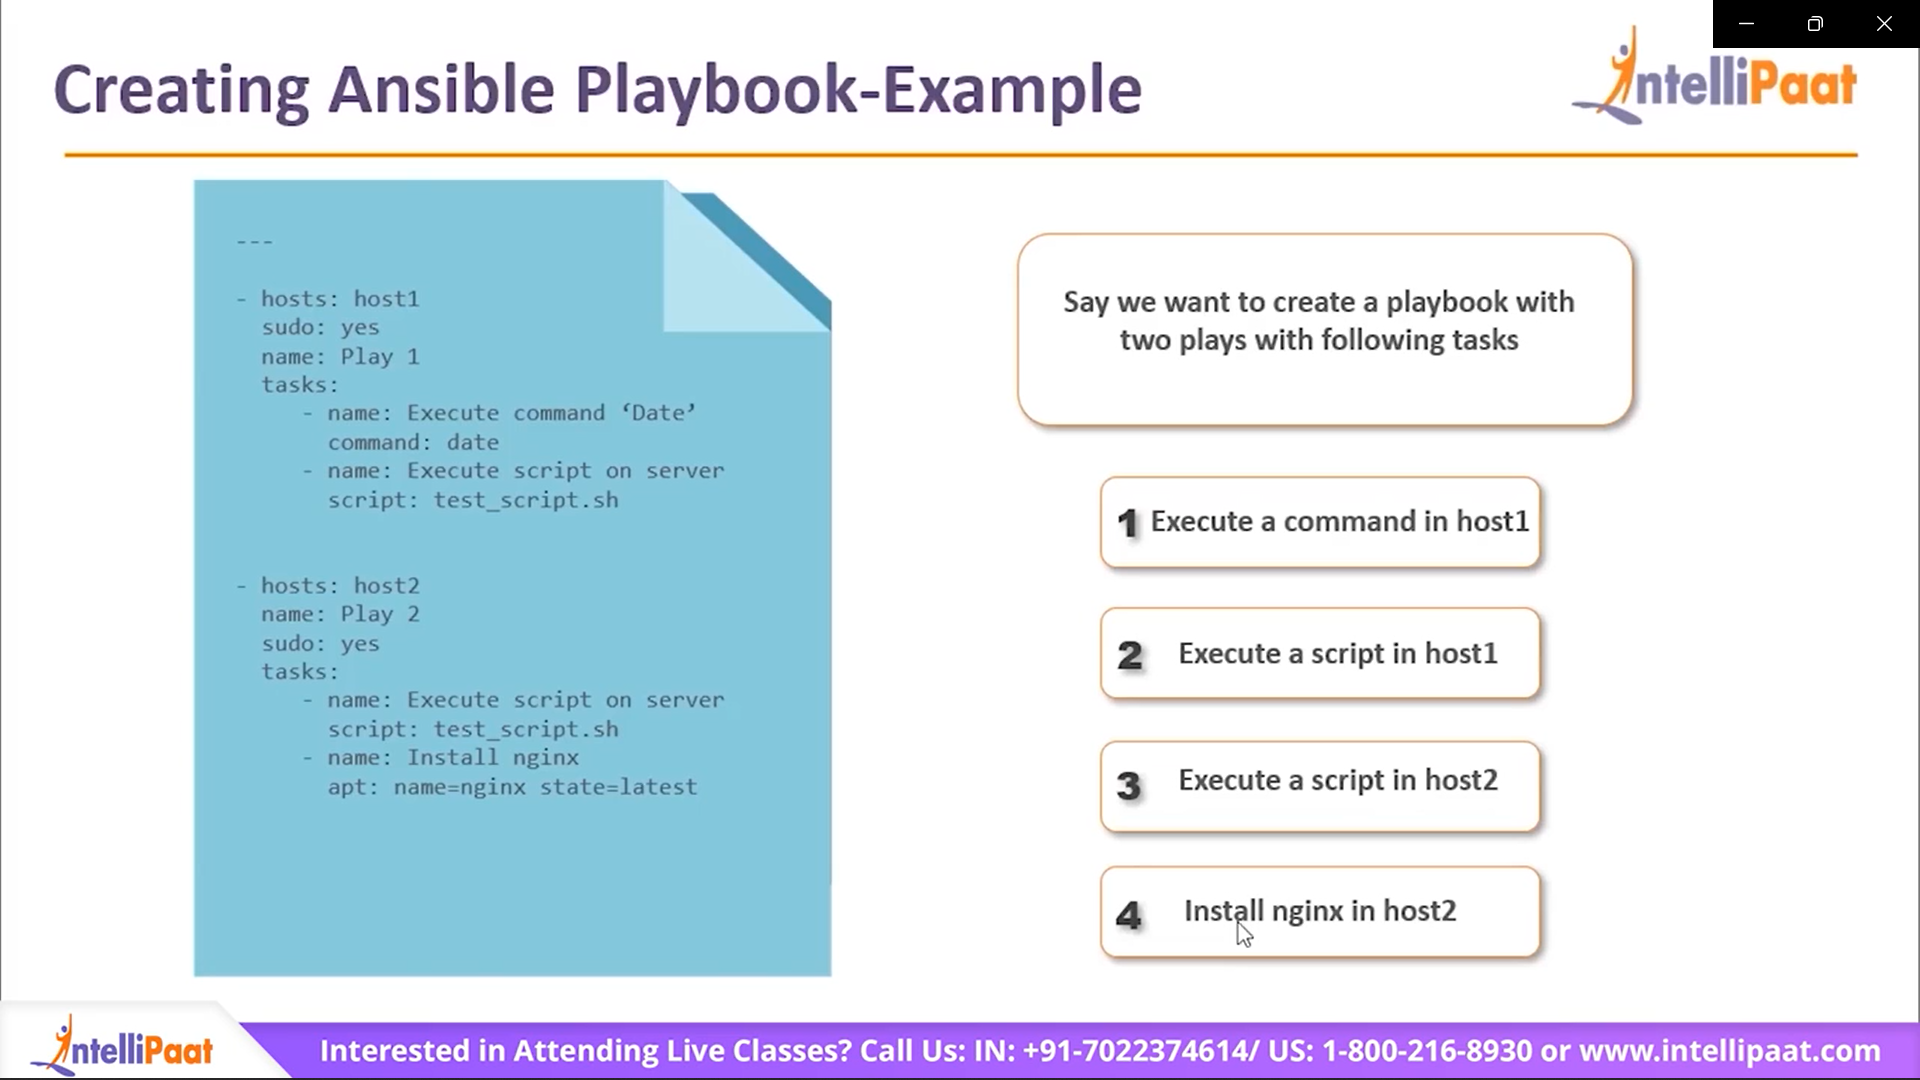 Creating Ansible Playbook-Example
IntelliPaat
---
- hosts: host1
sudo: yes
name: Play 1
tasks:
- name: Execute command ‘Date’
command: date
- name: Execute script on server
script: test_script.sh
- hosts: host2
name: Play 2
sudo: yes
tasks:
- name: Execute script on server
script: test_script.sh
- name: Install nginx
apt: name=nginx state=latest
Say we want to create a playbook with
two plays with following tasks
1 Execute a command in host1
2 Execute a script in host1
3 Execute a script in host2
4 Install nginx in host2
IntelliPaat
Interested in Attending Live Classes? Call Us: IN: +91-7022374614/ US: 1-800-216-8930 or www.intellipaat.com